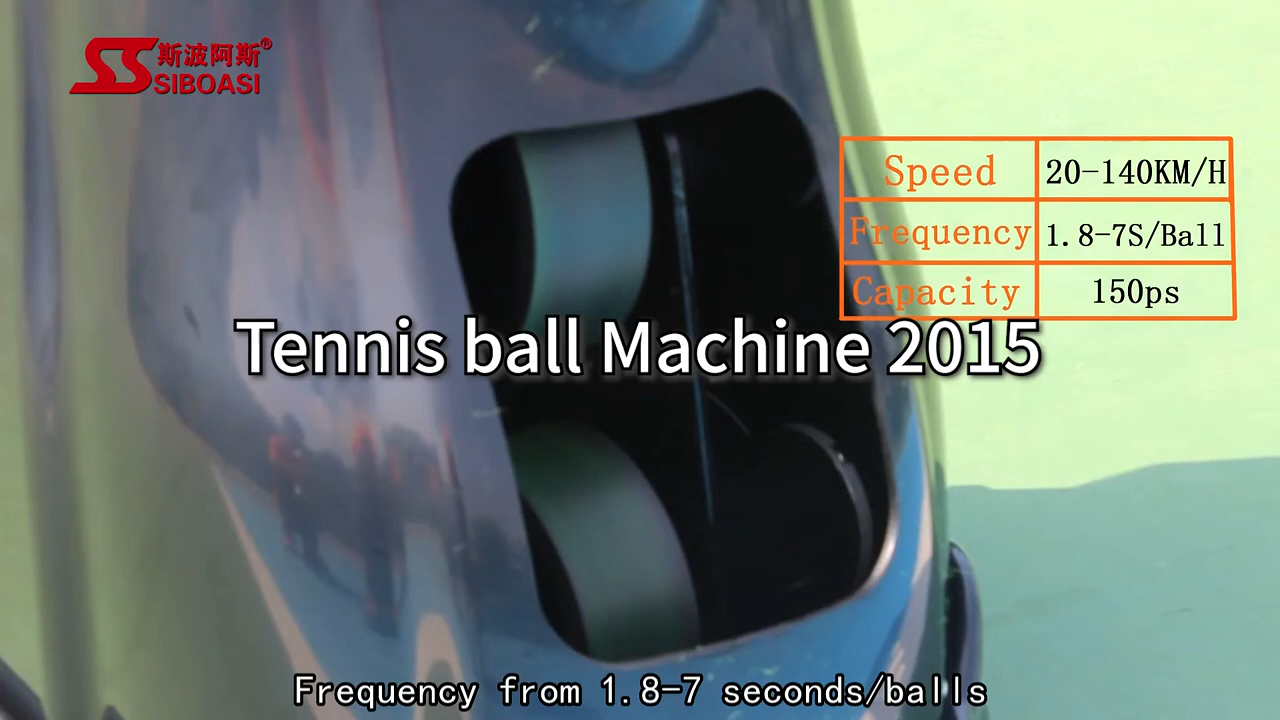 斯波阿斯®
SIBOASI
Speed 20-140KM/H
Frequency 1.8-7S/Ball
Capacity 150ps
Tennis ball Machine 2015
Frequency from 1.8-7 seconds/balls